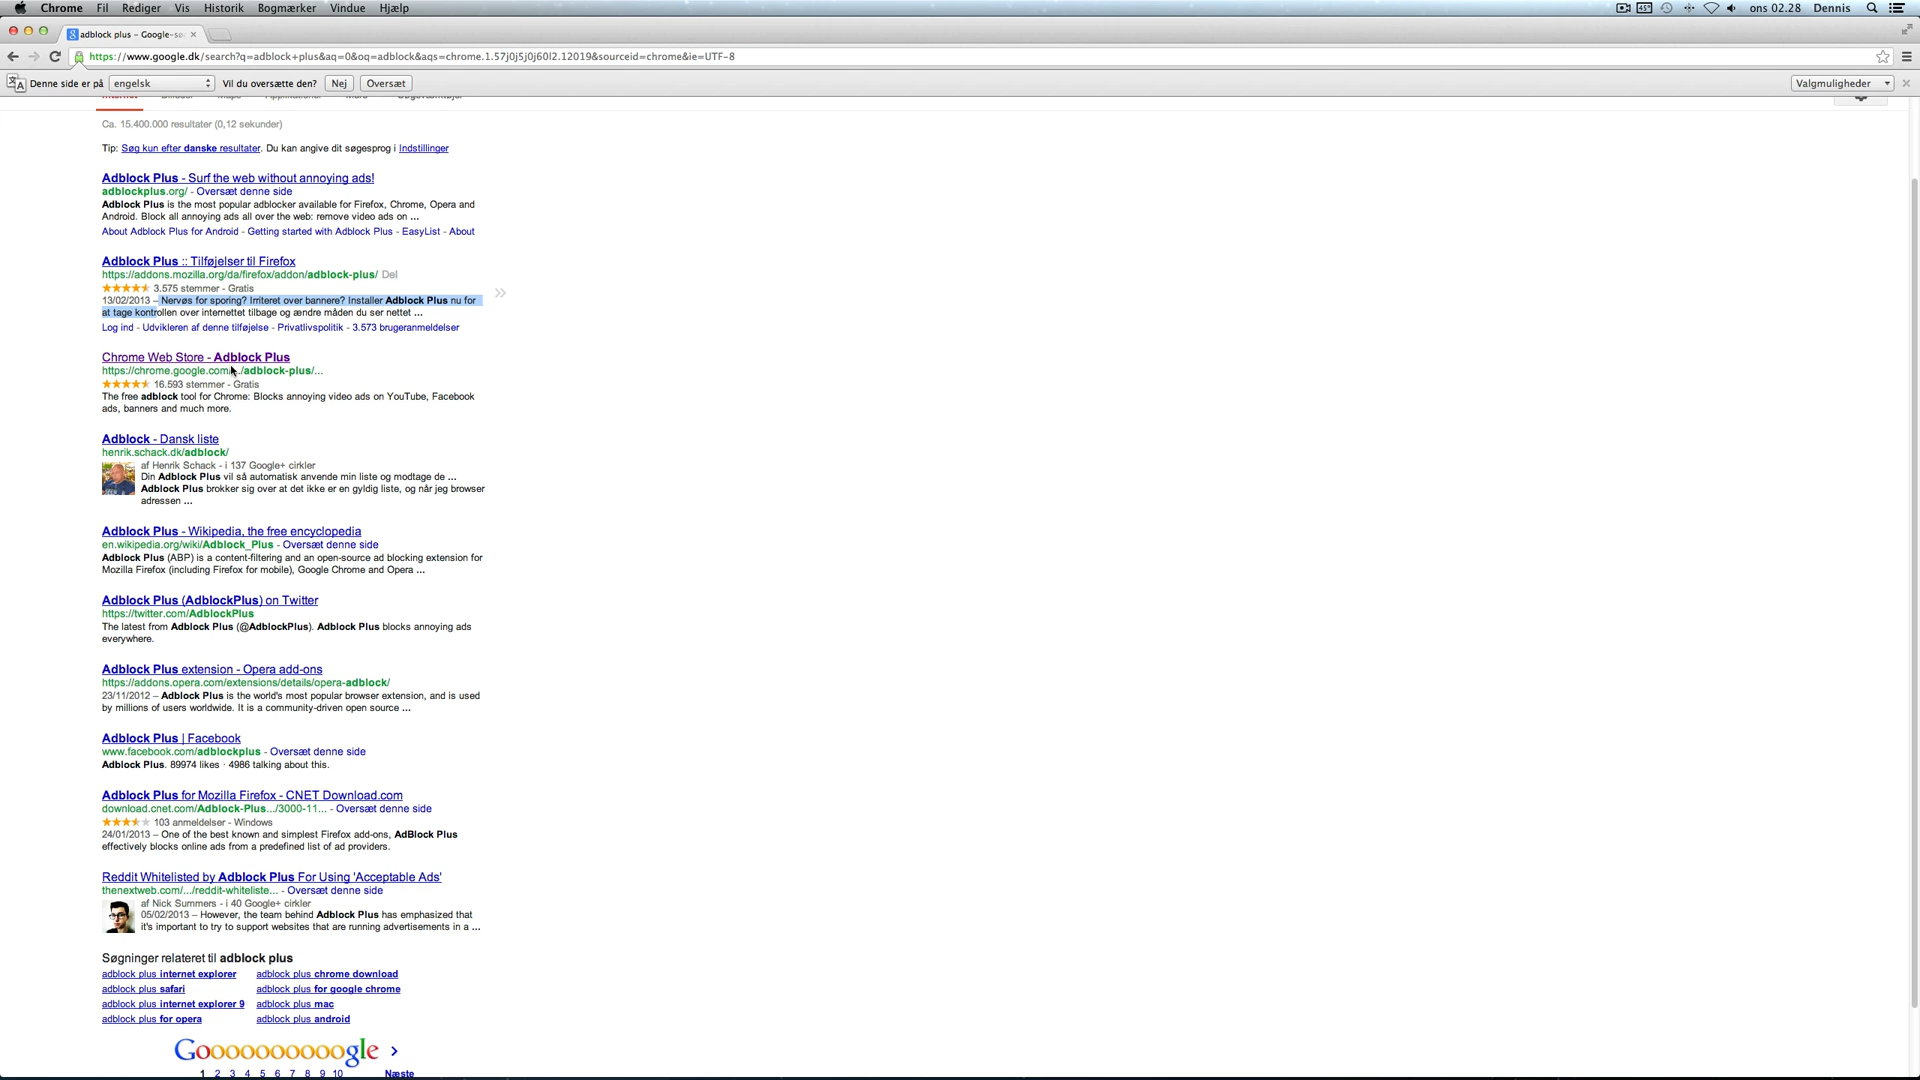 Chrome Fil Rediger Vis Historik Bogmærker Vindue Hjælp ons 02.28 Dennis
adblock plus – Google-se
https://www.google.dk/search?q=adblock+plus&aq=0&oq=adblock&aqs=chrome.1.57j0j5j0j60l2.12019&sourceid=chrome&ie=UTF-8
Denne side er på engelsk Vil du oversætte den? Nej Oversæt Valgmuligheder
Ca. 15.400.000 resultater (0,12 sekunder)
Tip: Søg kun efter danske resultater. Du kan angive dit søgesprog i Indstillinger
Adblock Plus - Surf the web without annoying ads!
adblockplus.org/ - Oversæt denne side
Adblock Plus is the most popular adblocker available for Firefox, Chrome, Opera and
Android. Block all annoying ads all over the web: remove video ads on ...
About Adblock Plus for Android - Getting started with Adblock Plus - EasyList - About
Adblock Plus :: Tilføjelser til Firefox
https://addons.mozilla.org/da/firefox/addon/adblock-plus/ Del
3.575 stemmer - Gratis
13/02/2013 – Nervøs for sporing? Irriteret over bannere? Installer Adblock Plus nu for
at tage kontrollen over internettet tilbage og ændre måden du ser nettet ...
Log ind - Udvikleren af denne tilføjelse - Privatlivspolitik - 3.573 brugeranmeldelser
Chrome Web Store - Adblock Plus
https://chrome.google.com/.../adblock-plus/...
16.593 stemmer - Gratis
The free adblock tool for Chrome: Blocks annoying video ads on YouTube, Facebook
ads, banners and much more.
Adblock - Dansk liste
henrik.schack.dk/adblock/
af Henrik Schack - i 137 Google+ cirkler
Din Adblock Plus vil så automatisk anvende min liste og modtage de ...
Adblock Plus brokker sig over at det ikke er en gyldig liste, og når jeg browser
adressen ...
Adblock Plus - Wikipedia, the free encyclopedia
en.wikipedia.org/wiki/Adblock_Plus - Oversæt denne side
Adblock Plus (ABP) is a content-filtering and an open-source ad blocking extension for
Mozilla Firefox (including Firefox for mobile), Google Chrome and Opera ...
Adblock Plus (AdblockPlus) on Twitter
https://twitter.com/AdblockPlus
The latest from Adblock Plus (@AdblockPlus). Adblock Plus blocks annoying ads
everywhere.
Adblock Plus extension - Opera add-ons
https://addons.opera.com/extensions/details/opera-adblock/
23/11/2012 – Adblock Plus is the world's most popular browser extension, and is used
by millions of users worldwide. It is a community-driven open source ...
Adblock Plus | Facebook
www.facebook.com/adblockplus - Oversæt denne side
Adblock Plus. 89974 likes · 4986 talking about this.
Adblock Plus for Mozilla Firefox - CNET Download.com
download.cnet.com/Adblock-Plus.../3000-11... - Oversæt denne side
103 anmeldelser - Windows
24/01/2013 – One of the best known and simplest Firefox add-ons, AdBlock Plus
effectively blocks online ads from a predefined list of ad providers.
Reddit Whitelisted by Adblock Plus For Using 'Acceptable Ads'
thenextweb.com/.../reddit-whiteliste... - Oversæt denne side
af Nick Summers - i 40 Google+ cirkler
05/02/2013 – However, the team behind Adblock Plus has emphasized that
it's important to try to support websites that are running advertisements in a ...
Søgninger relateret til adblock plus
adblock plus internet explorer adblock plus chrome download
adblock plus safari adblock plus for google chrome
adblock plus internet explorer 9 adblock plus mac
adblock plus for opera adblock plus android
Goooooooooogle >
1 2 3 4 5 6 7 8 9 10 Næste